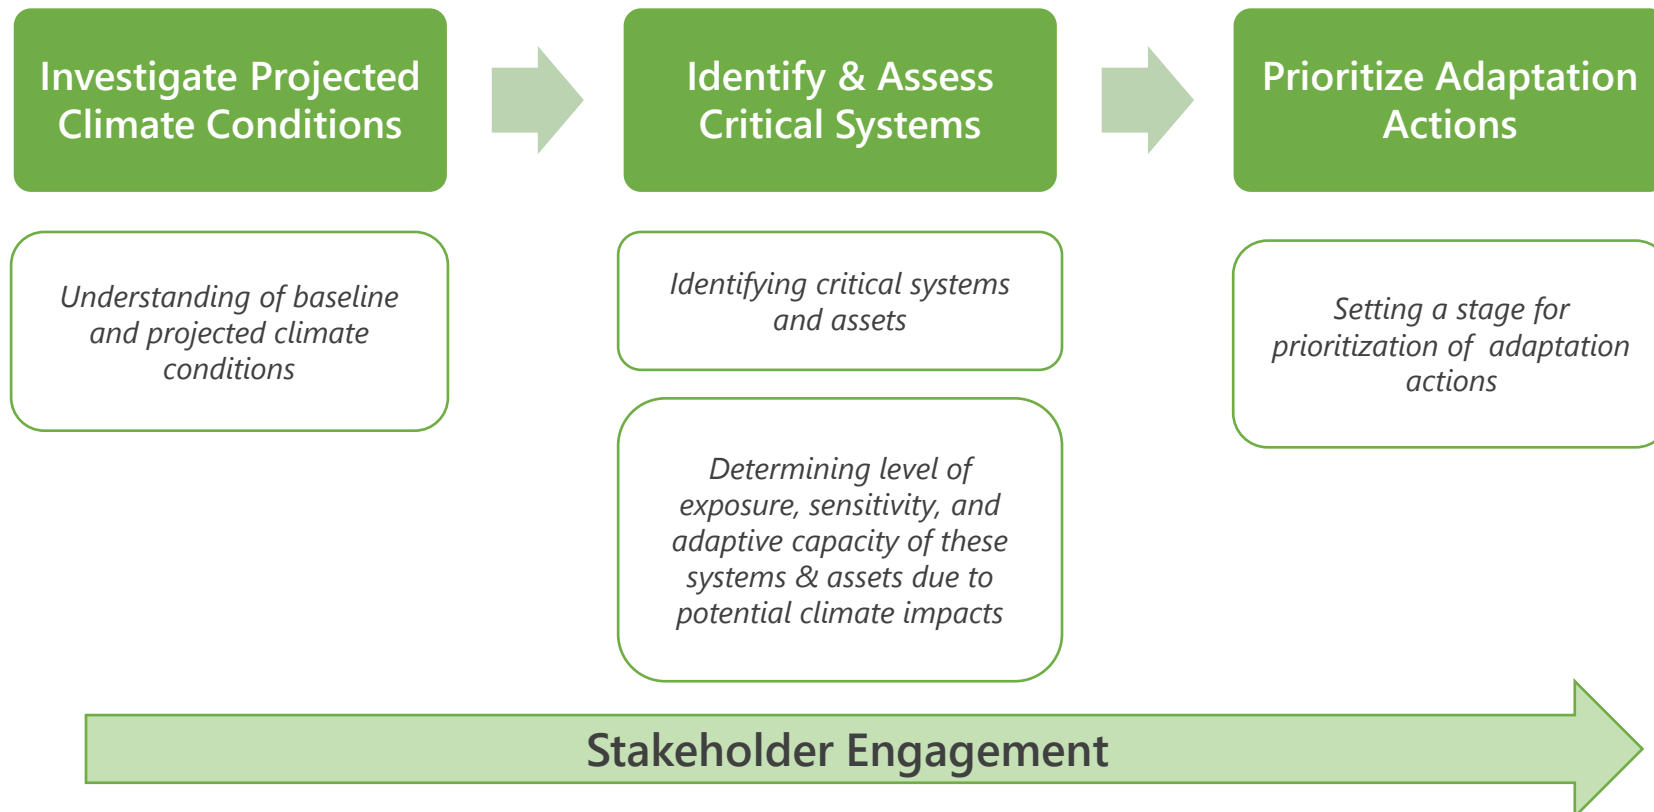 Investigate Projected
Climate Conditions
Identify & Assess
Critical Systems
Prioritize Adaptation
Actions
Understanding of baseline
and projected climate
conditions
Identifying critical systems
and assets
Determining level of
exposure, sensitivity, and
adaptive capacity of these
systems & assets due to
potential climate impacts
Setting a stage for
prioritization of  adaptation
actions
Stakeholder Engagement